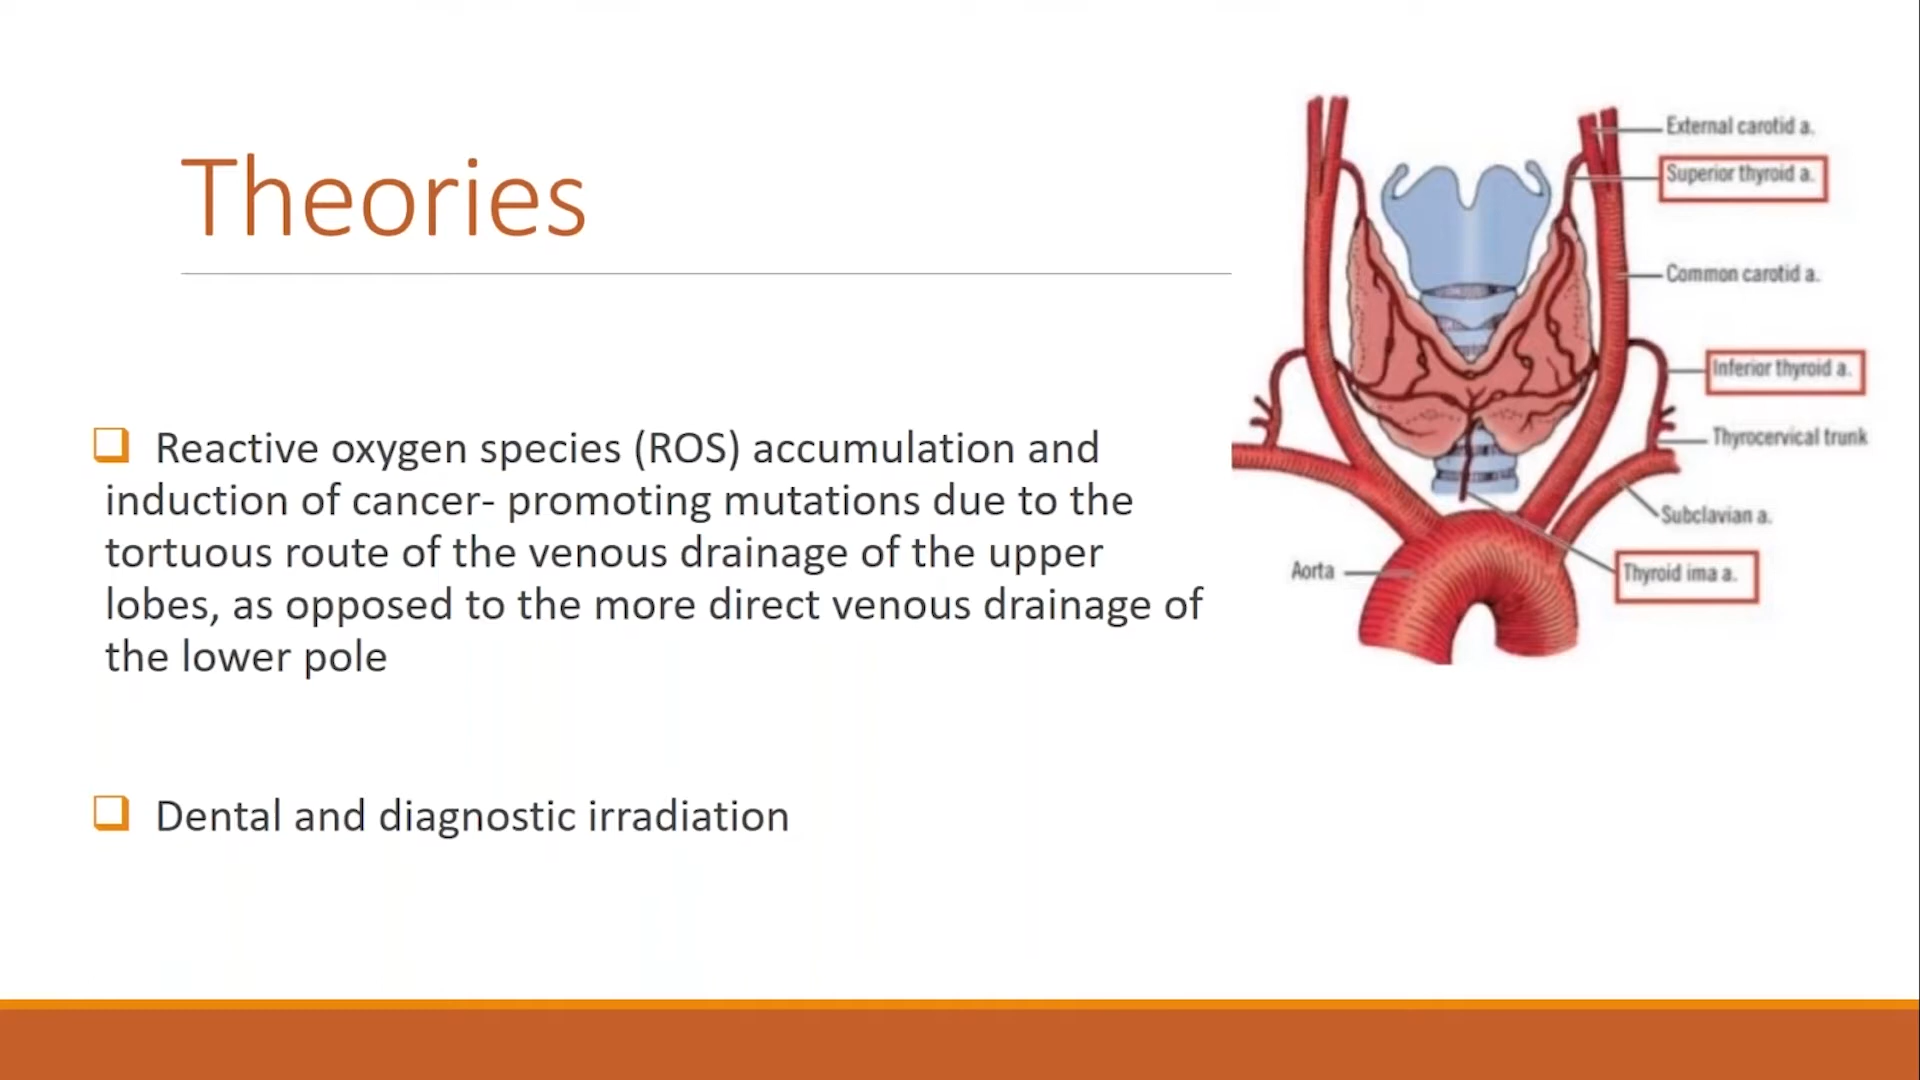 Theories
Reactive oxygen species (ROS) accumulation and
induction of cancer- promoting mutations due to the
tortuous route of the venous drainage of the upper
lobes, as opposed to the more direct venous drainage of
the lower pole
Dental and diagnostic irradiation
External carotid a.
Superior thyroid a.
Common carotid a.
Inferior thyroid a.
Thyrocervical trunk
Subclavian a.
Aorta
Thyroid ima a.